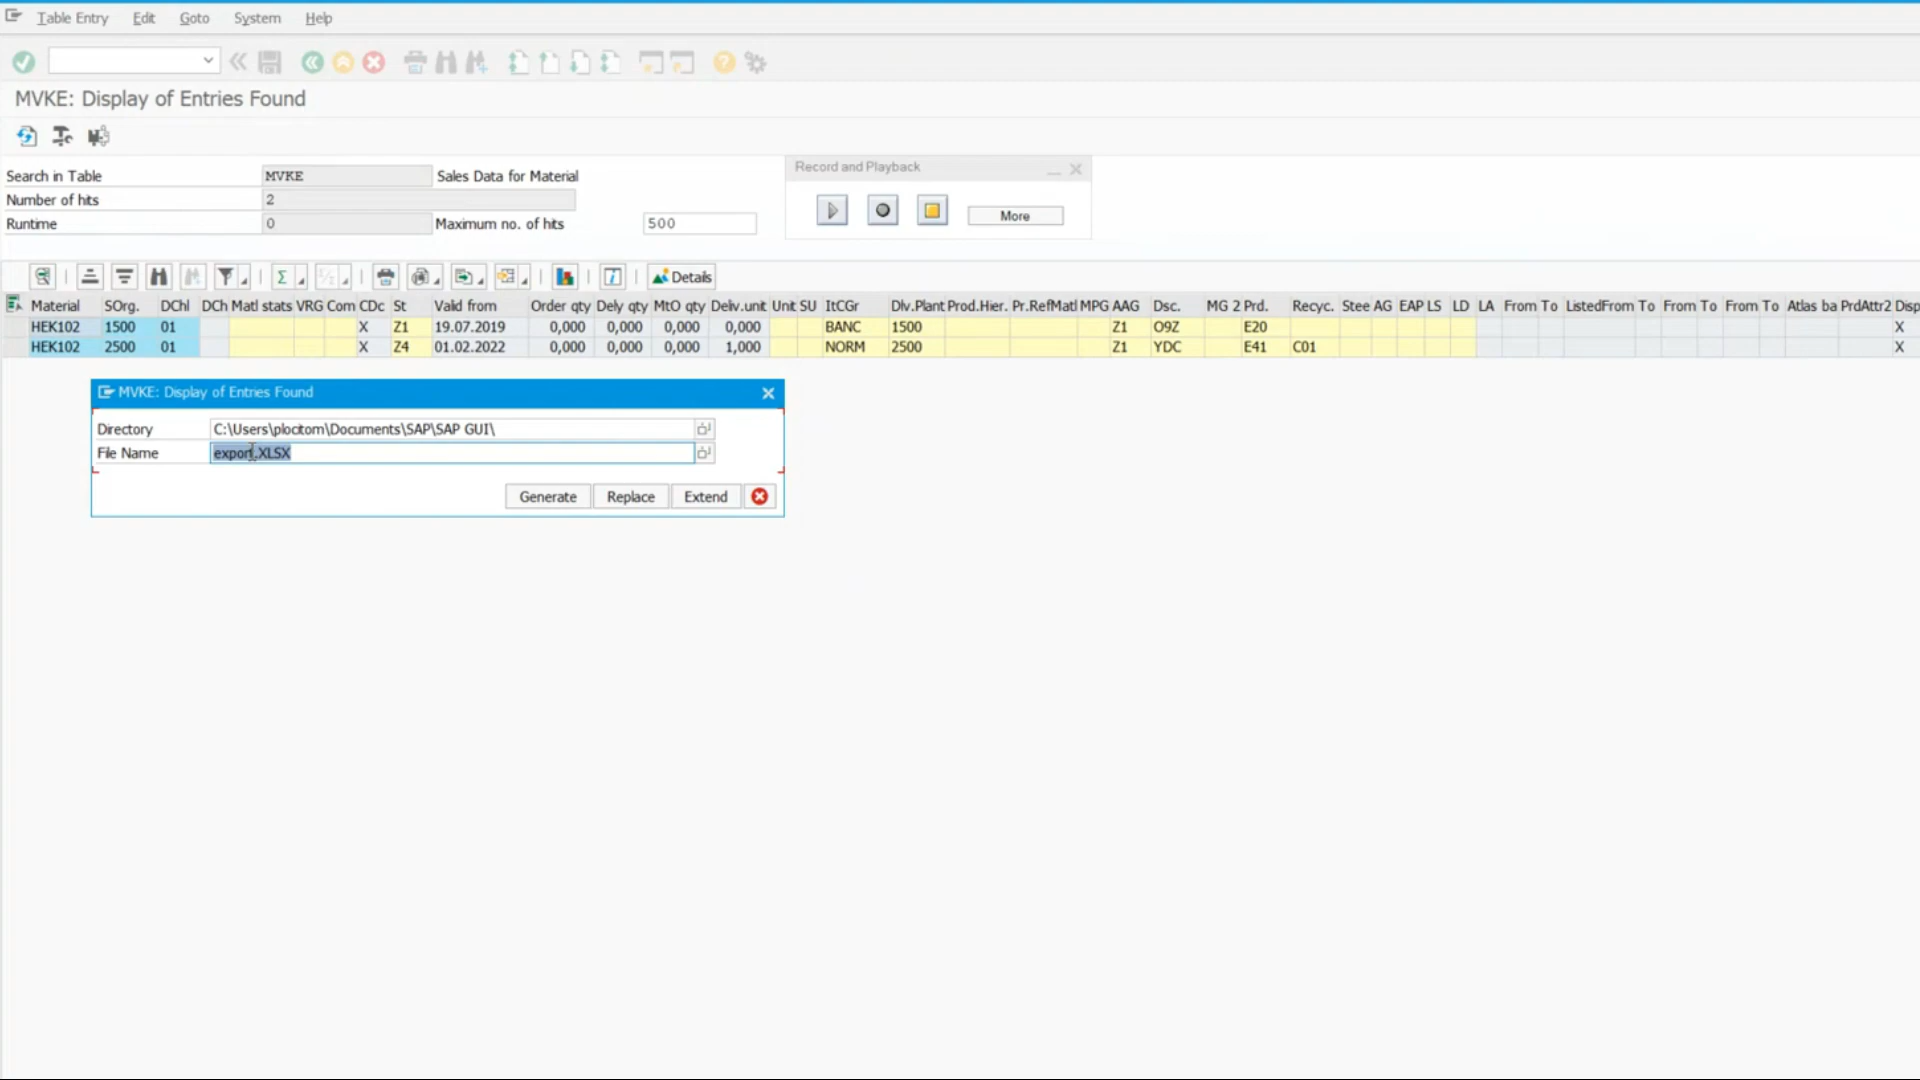 Table Entry Edit Goto System Help
MVKE: Display of Entries Found
Search in Table MVKE Sales Data for Material
Number of hits 2
Runtime 0 Maximum no. of hits 500
Record and Playback
More
Details
Material SOrg. DChl DCh Matl stats VRG Com CDc St Valid from Order qty Dely qty MtO qty Deliv.unit Unit SU ItCGr Dlv.Plant Prod.Hier. Pr.RefMatl MPG AAG Dsc. MG 2 Prd. Recyc. Stee AG EAP LS LD LA From To ListedFrom To From To From To Atlas ba PrdAttr2 Disp
HEK102 1500 01 X Z1 19.07.2019 0,000 0,000 0,000 0,000 BANC 1500 Z1 O9Z E20 X
HEK102 2500 01 X Z4 01.02.2022 0,000 0,000 0,000 1,000 NORM 2500 Z1 YDC E41 C01 X
MVKE: Display of Entries Found
Directory C:\Users\plocitom\Documents\SAP\SAP GUI\
File Name export.XLSX
Generate Replace Extend